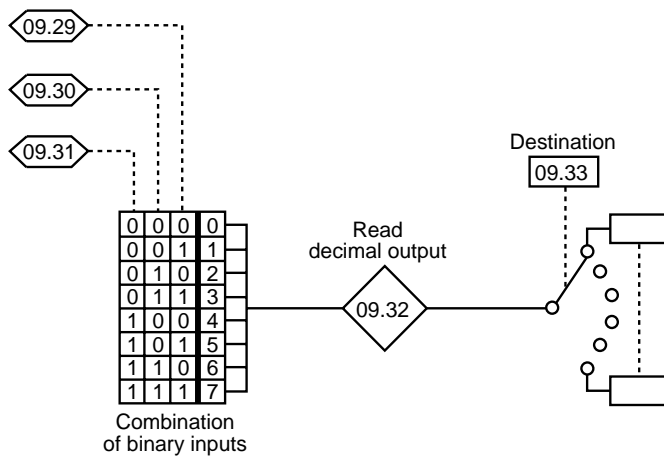 09.29
09.30
09.31
Destination
09.33
Read
decimal output
09.32
0 0 0 0
0 0 1 1
0 1 0 2
0 1 1 3
1 0 0 4
1 0 1 5
1 1 0 6
1 1 1 7
Combination
of binary inputs